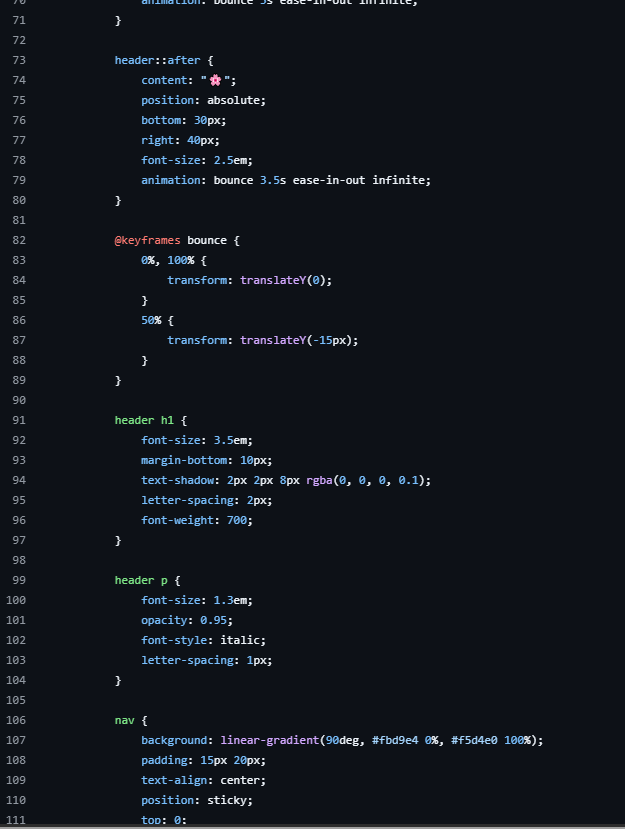 70 animation: bounce 3s ease-in-out infinite;
71 }
72
73 header::after {
74 content: "🌸";
75 position: absolute;
76 bottom: 30px;
77 right: 40px;
78 font-size: 2.5em;
79 animation: bounce 3.5s ease-in-out infinite;
80 }
81
82 @keyframes bounce {
83 0%, 100% {
84 transform: translateY(0);
85 }
86 50% {
87 transform: translateY(-15px);
88 }
89 }
90
91 header h1 {
92 font-size: 3.5em;
93 margin-bottom: 10px;
94 text-shadow: 2px 2px 8px rgba(0, 0, 0, 0.1);
95 letter-spacing: 2px;
96 font-weight: 700;
97 }
98
99 header p {
100 font-size: 1.3em;
101 opacity: 0.95;
102 font-style: italic;
103 letter-spacing: 1px;
104 }
105
106 nav {
107 background: linear-gradient(90deg, #fbd9e4 0%, #f5d4e0 100%);
108 padding: 15px 20px;
109 text-align: center;
110 position: sticky;
111 top: 0;